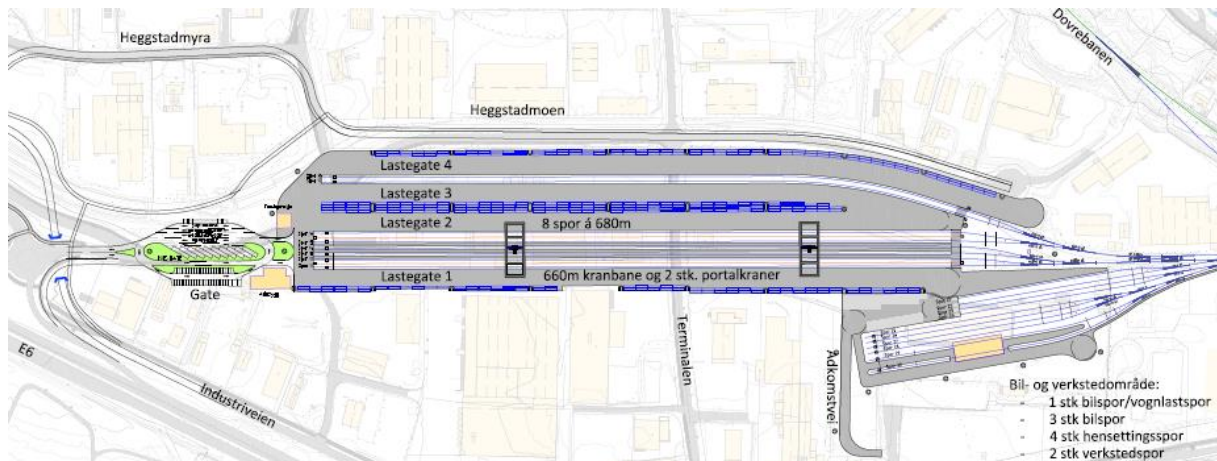 Heggstadmyra
Dovrebanen
Heggstadmoen
Lastegate 4
Lastegate 3
Lastegate 2
8 spor á 680m
Lastegate 1
660m kranbane og 2 stk. portalkraner
Gate
E6
Industriveien
Terminalen
Adkomstvei
Bil- og verkstedområde:
- 1 stk bilspor/vognlastspor
- 3 stk bilspor
- 4 stk hensettingsspor
- 2 stk verkstedspor